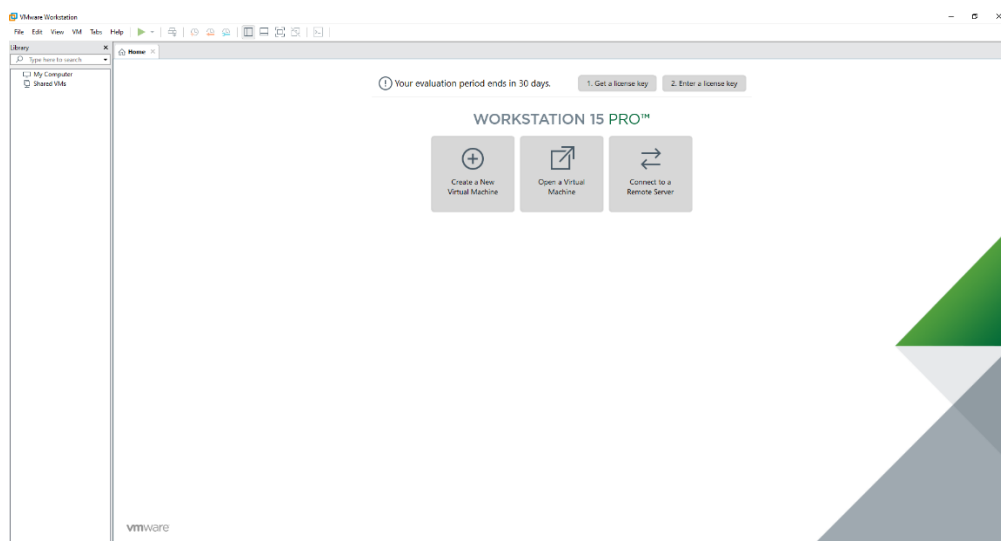 VMware Workstation
File Edit View VM Tabs Help
Library
Home
Type here to search
My Computer
Shared VMs
Your evaluation period ends in 30 days.
1. Get a license key
2. Enter a license key
WORKSTATION 15 PRO™
Create a New
Virtual Machine
Open a Virtual
Machine
Connect to a
Remote Server
vmware